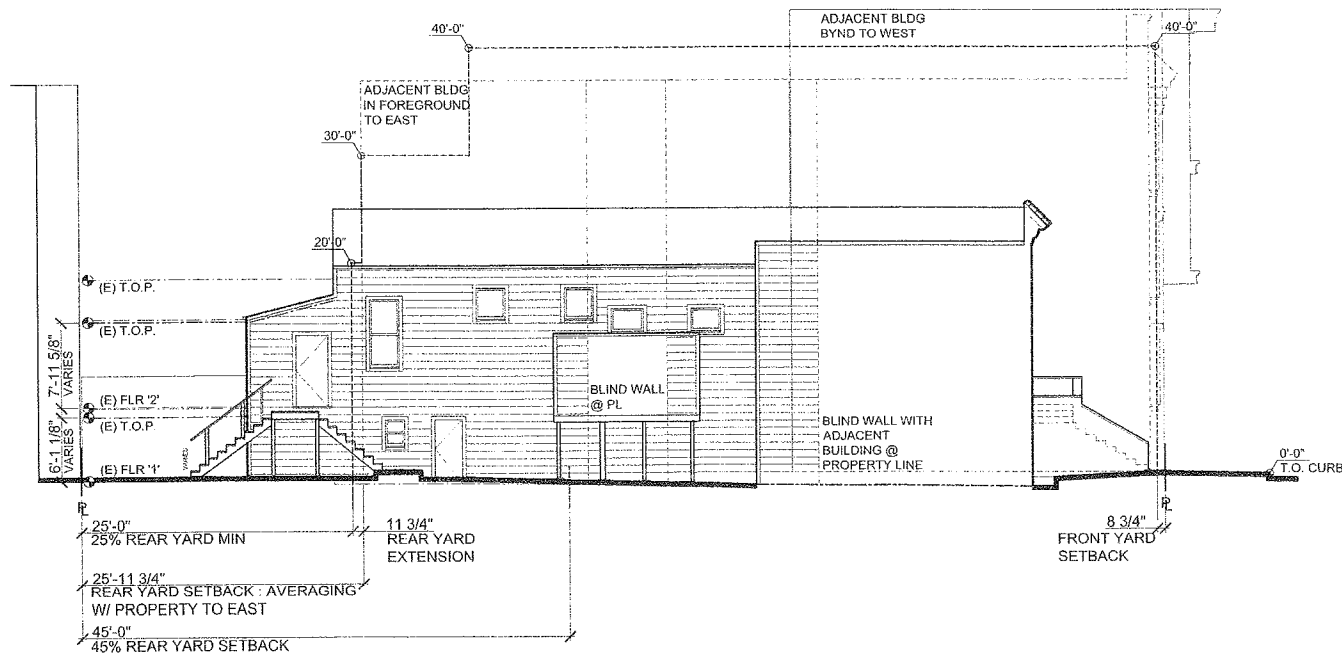 ADJACENT BLDG
BYND TO WEST
40'-0"
40'-0"
ADJACENT BLDG
IN FOREGROUND
TO EAST
30'-0"
20'-0"
(E) T.O.P.
(E) T.O.P.
7'-11 5/8"
VARIES
(E) FLR '2'
(E) T.O.P.
6'-1 1/8"
VARIES
(E) FLR '1'
VARIES
BLIND WALL
@ PL
BLIND WALL WITH
ADJACENT
BUILDING @
PROPERTY LINE
0'-0"
T.O. CURB
PL
PL
25'-0"
25% REAR YARD MIN
11 3/4"
REAR YARD
EXTENSION
8 3/4"
FRONT YARD
SETBACK
25'-11 3/4"
REAR YARD SETBACK : AVERAGING
W/ PROPERTY TO EAST
45'-0"
45% REAR YARD SETBACK